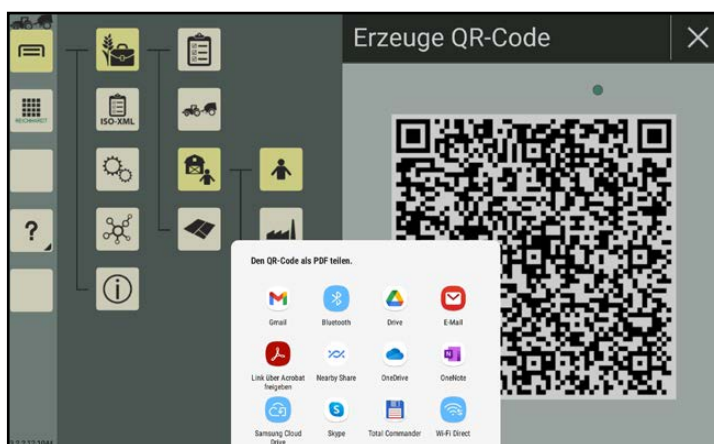 Erzeuge QR-Code
REICHHARDT
ISO-XML
?
Den QR-Code als PDF teilen.
Gmail
Bluetooth
Drive
E-Mail
Link über Acrobat
freigeben
Nearby Share
OneDrive
OneNote
Samsung Cloud
Drive
Skype
Total Commander
Wi-Fi Direct